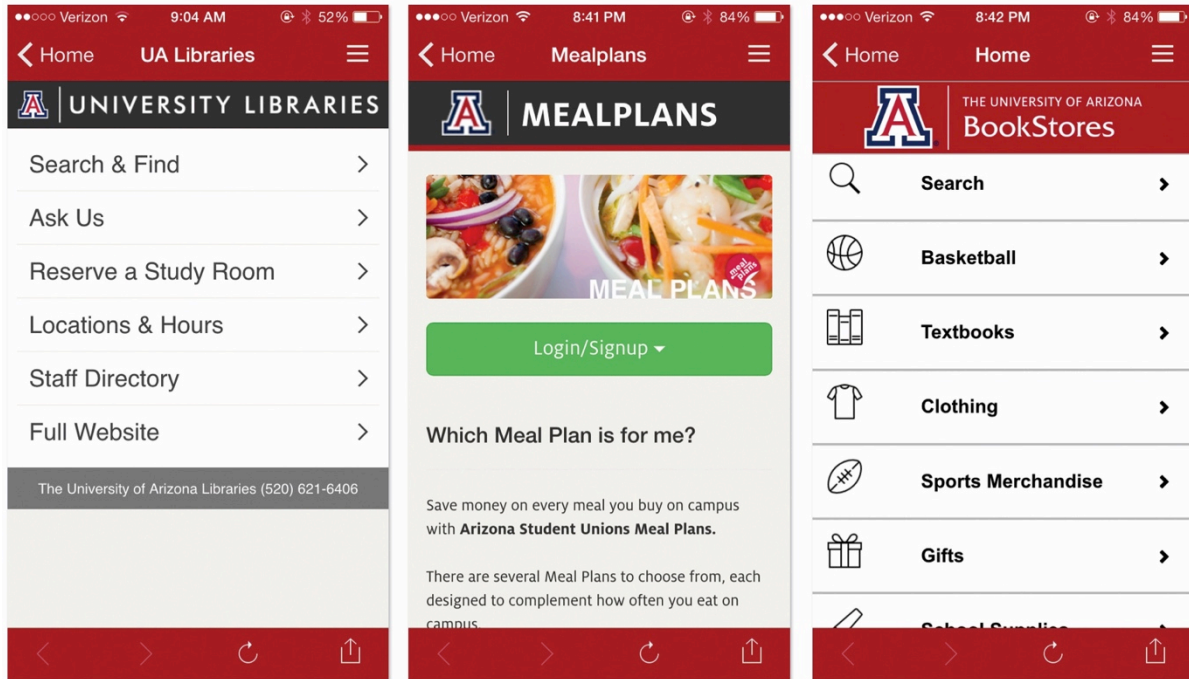 Verizon 9:04 AM 52%
Home UA Libraries
A UNIVERSITY LIBRARIES
Search & Find
Ask Us
Reserve a Study Room
Locations & Hours
Staff Directory
Full Website
The University of Arizona Libraries (520) 621-6406
Verizon 8:41 PM 84%
Home Mealplans
A MEALPLANS
meal plans
MEAL PLANS
Login/Signup
Which Meal Plan is for me?
Save money on every meal you buy on campus
with Arizona Student Unions Meal Plans.
There are several Meal Plans to choose from, each
designed to complement how often you eat on
campus.
Verizon 8:42 PM 84%
Home Home
A THE UNIVERSITY OF ARIZONA
BookStores
Search
Basketball
Textbooks
Clothing
Sports Merchandise
Gifts
School Supplies